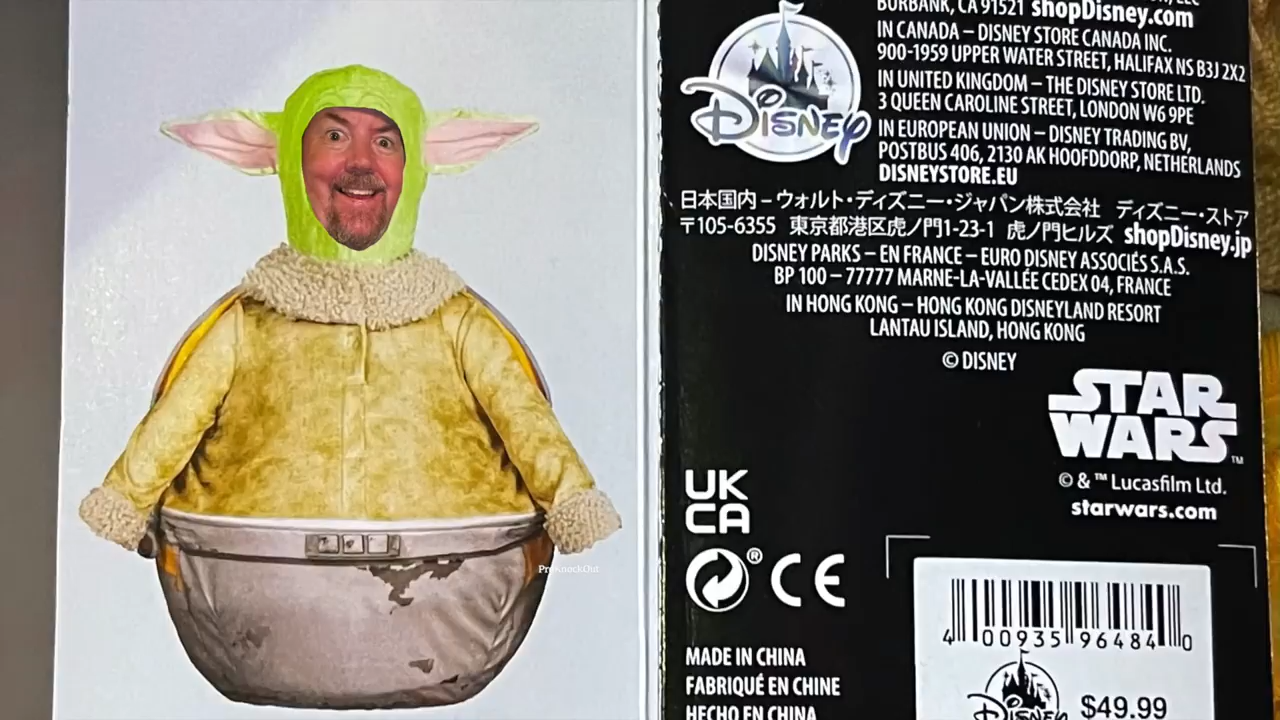 BURBANK, CA 91521 shopDisney.com
IN CANADA – DISNEY STORE CANADA INC.
900-1959 UPPER WATER STREET, HALIFAX NS B3J 2X2
IN UNITED KINGDOM – THE DISNEY STORE LTD.
3 QUEEN CAROLINE STREET, LONDON W6 9PE
IN EUROPEAN UNION – DISNEY TRADING BV,
POSTBUS 406, 2130 AK HOOFDDORP, NETHERLANDS
DISNEYSTORE.EU
DISNEY
日本国内 – ウォルト・ディズニー・ジャパン株式会社 ディズニー・ストア
〒105-6355 東京都港区虎ノ門1-23-1 虎ノ門ヒルズ shopDisney.jp
DISNEY PARKS – EN FRANCE – EURO DISNEY ASSOCIÉS S.A.S.
BP 100 – 77777 MARNE-LA-VALLÉE CEDEX 04, FRANCE
IN HONG KONG – HONG KONG DISNEYLAND RESORT
LANTAU ISLAND, HONG KONG
© DISNEY
STAR
WARS™
© & ™ Lucasfilm Ltd.
starwars.com
UK
CA
® CE
PreKnockOut
4 00935 96484 0
MADE IN CHINA
FABRIQUÉ EN CHINE
HECHO EN CHINA
DISNEY $49.99